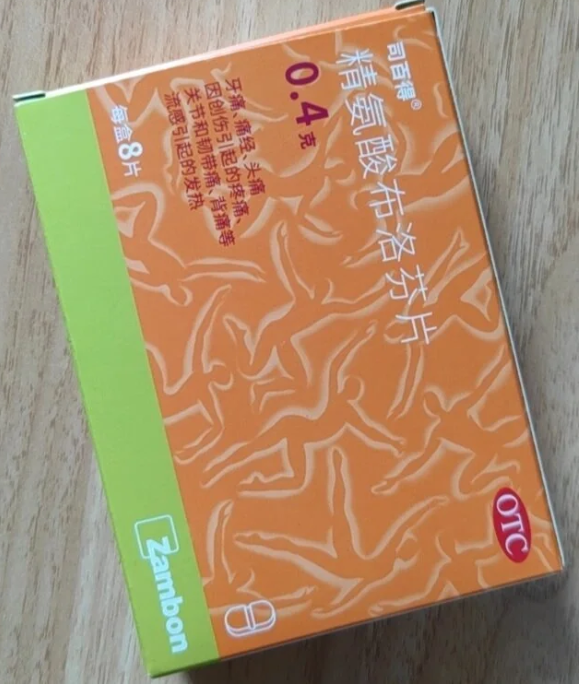 司百得®
精氨酸布洛芬片
0.4克
牙痛、痛经、头痛
因创伤引起的疼痛、
关节和韧带痛、背痛等
流感引起的发热
每盒8片
OTC
Zambon